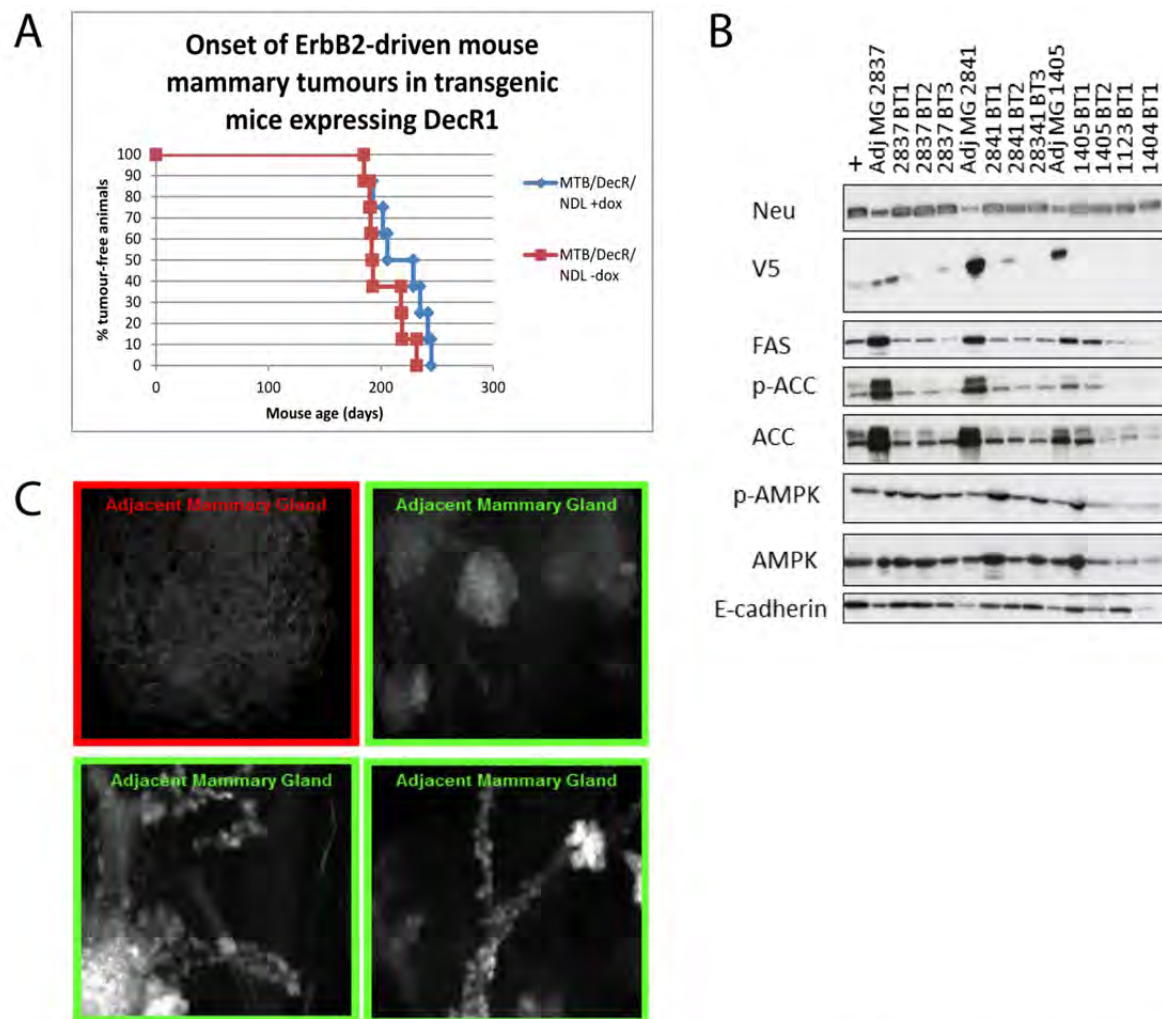 A
Onset of ErbB2-driven mouse
mammary tumours in transgenic
mice expressing DecR1
% tumour-free animals
100
90
80
70
60
50
40
30
20
10
0
0
100
200
300
Mouse age (days)
MTB/DecR/
NDL +dox
MTB/DecR/
NDL -dox
B
+
Adj MG 2837
2837 BT1
2837 BT2
2837 BT3
Adj MG 2841
2841 BT1
2841 BT2
28341 BT3
Adj MG 1405
1405 BT1
1405 BT2
1123 BT1
1404 BT1
Neu
V5
FAS
p-ACC
ACC
p-AMPK
AMPK
E-cadherin
C
Adjacent Mammary Gland
Adjacent Mammary Gland
Adjacent Mammary Gland
Adjacent Mammary Gland